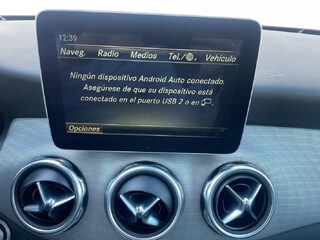 12:39
Naveg. Radio Medios Tel./🌐. Vehículo
Ningún dispositivo Android Auto conectado.
Asegúrese de que su dispositivo está
conectado en el puerto USB 2 o en
Opciones